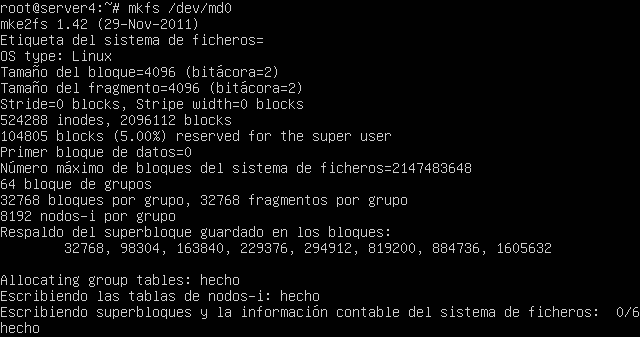 root@server4:~# mkfs /dev/md0
mke2fs 1.42 (29-Nov-2011)
Etiqueta del sistema de ficheros=
OS type: Linux
Tamaño del bloque=4096 (bitácora=2)
Tamaño del fragmento=4096 (bitácora=2)
Stride=0 blocks, Stripe width=0 blocks
524288 inodes, 2096112 blocks
104805 blocks (5.00%) reserved for the super user
Primer bloque de datos=0
Número máximo de bloques del sistema de ficheros=2147483648
64 bloque de grupos
32768 bloques por grupo, 32768 fragmentos por grupo
8192 nodos-i por grupo
Respaldo del superbloque guardado en los bloques:
32768, 98304, 163840, 229376, 294912, 819200, 884736, 1605632
Allocating group tables: hecho
Escribiendo las tablas de nodos-i: hecho
Escribiendo superbloques y la información contable del sistema de ficheros:  0/6
hecho